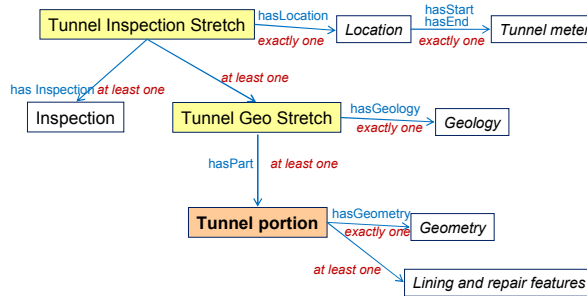 Tunnel Inspection Stretch
hasLocation
exactly one
Location
hasStart
hasEnd
exactly one
Tunnel meter
has Inspection
at least one
at least one
Inspection
Tunnel Geo Stretch
hasGeology
exactly one
Geology
hasPart
at least one
Tunnel portion
hasGeometry
exactly one
Geometry
at least one
Lining and repair features